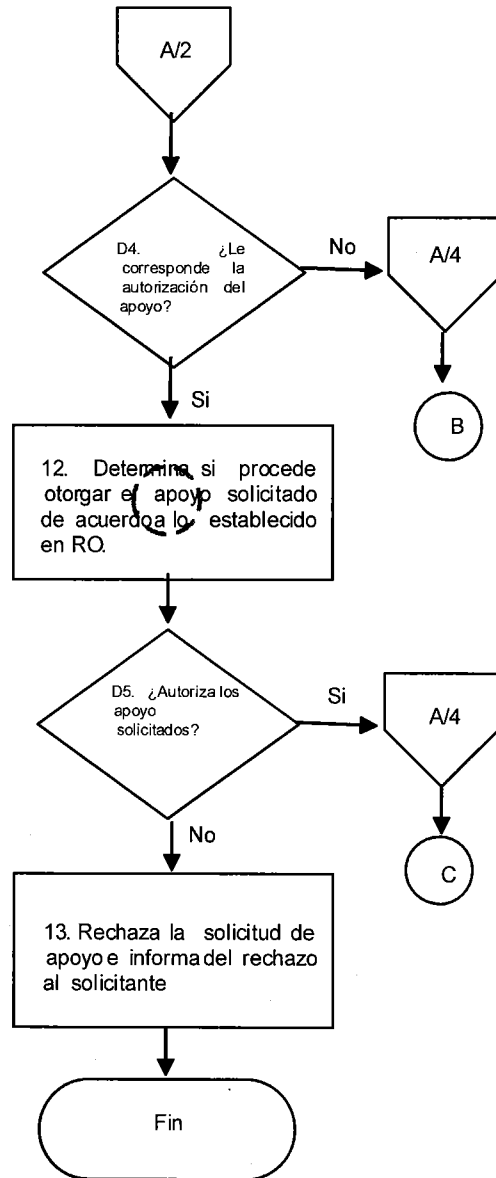 A/2
D4. ¿Le
corresponde la
autorización del
apoyo?
No
A/4
B
Si
12. Determina si procede
otorgar el apoyo solicitado
de acuerdo a lo establecido
en RO.
D5. ¿Autoriza los
apoyo
solicitados?
Si
A/4
C
No
13. Rechaza la solicitud de
apoyo e informa del rechazo
al solicitante
Fin